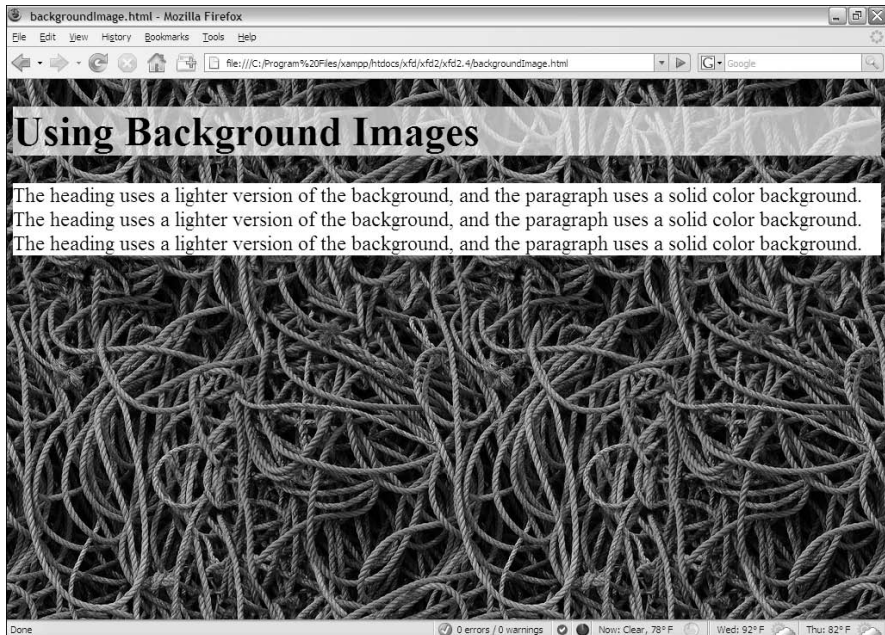 backgroundImage.html - Mozilla Firefox
File Edit View History Bookmarks Tools Help
file:///C:/Program%20Files/xampp/htdocs/xfd/xfd2/xfd2.4/backgroundImage.html
G Google
Using Background Images
The heading uses a lighter version of the background, and the paragraph uses a solid color background.
The heading uses a lighter version of the background, and the paragraph uses a solid color background.
The heading uses a lighter version of the background, and the paragraph uses a solid color background.
Done 0 errors / 0 warnings Now: Clear, 78° F Wed: 92° F Thu: 82° F